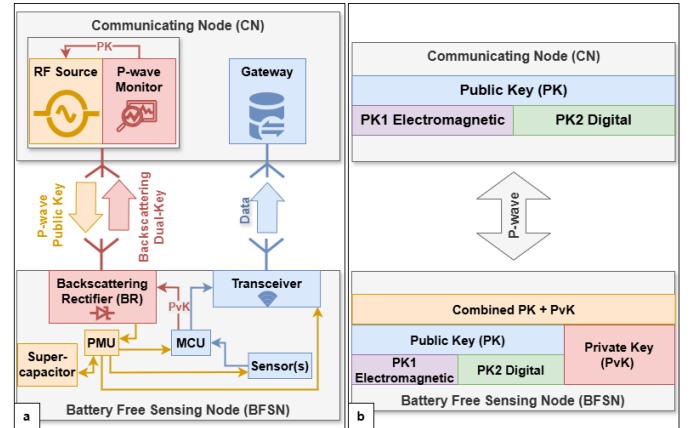 Communicating Node (CN)
PK
RF Source
P-wave
Monitor
Gateway
P-wave
Public Key
Backscattering
Dual-Key
Data
Backscattering
Rectifier (BR)
Transceiver
PvK
PMU
MCU
Super-
capacitor
Sensor(s)
a
Battery Free Sensing Node (BFSN)
Communicating Node (CN)
Public Key (PK)
PK1 Electromagnetic
PK2 Digital
P-wave
Combined PK + PvK
Public Key (PK)
Private Key
(PvK)
PK1
Electromagnetic
PK2 Digital
b
Battery Free Sensing Node (BFSN)